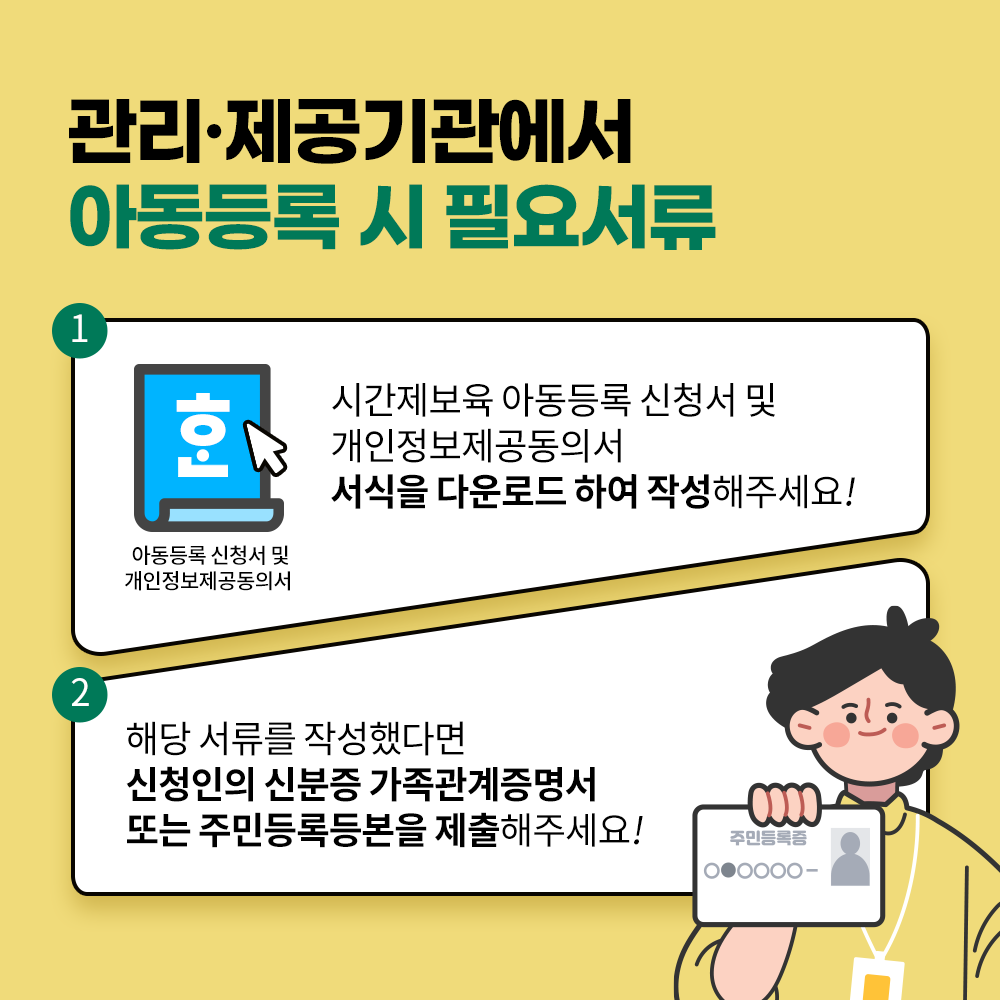 관리·제공기관에서
아동등록 시 필요서류
1
한
시간제보육 아동등록 신청서 및
개인정보제공동의서
서식을 다운로드 하여 작성해주세요!
아동등록 신청서 및
개인정보제공동의서
2
해당 서류를 작성했다면
신청인의 신분증 가족관계증명서
또는 주민등록등본을 제출해주세요!
주민등록증